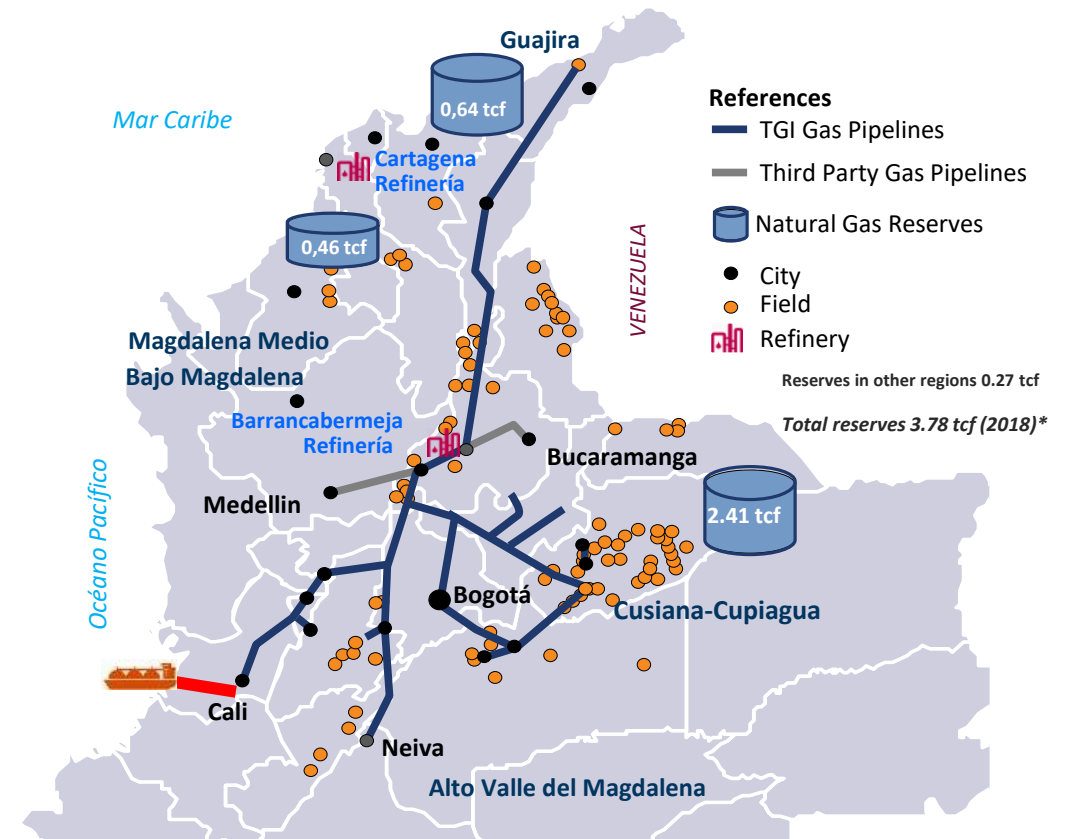 Guajira
Mar Caribe
0,64 tcf
Cartagena
Refinería
0,46 tcf
References
TGI Gas Pipelines
Third Party Gas Pipelines
Natural Gas Reserves
City
Field
Refinery
VENEZUELA
Reserves in other regions 0.27 tcf
Total reserves 3.78 tcf (2018)*
Magdalena Medio
Bajo Magdalena
Barrancabermeja
Refinería
Bucaramanga
Medellin
2.41 tcf
Océano Pacífico
Bogotá
Cusiana-Cupiagua
Cali
Neiva
Alto Valle del Magdalena